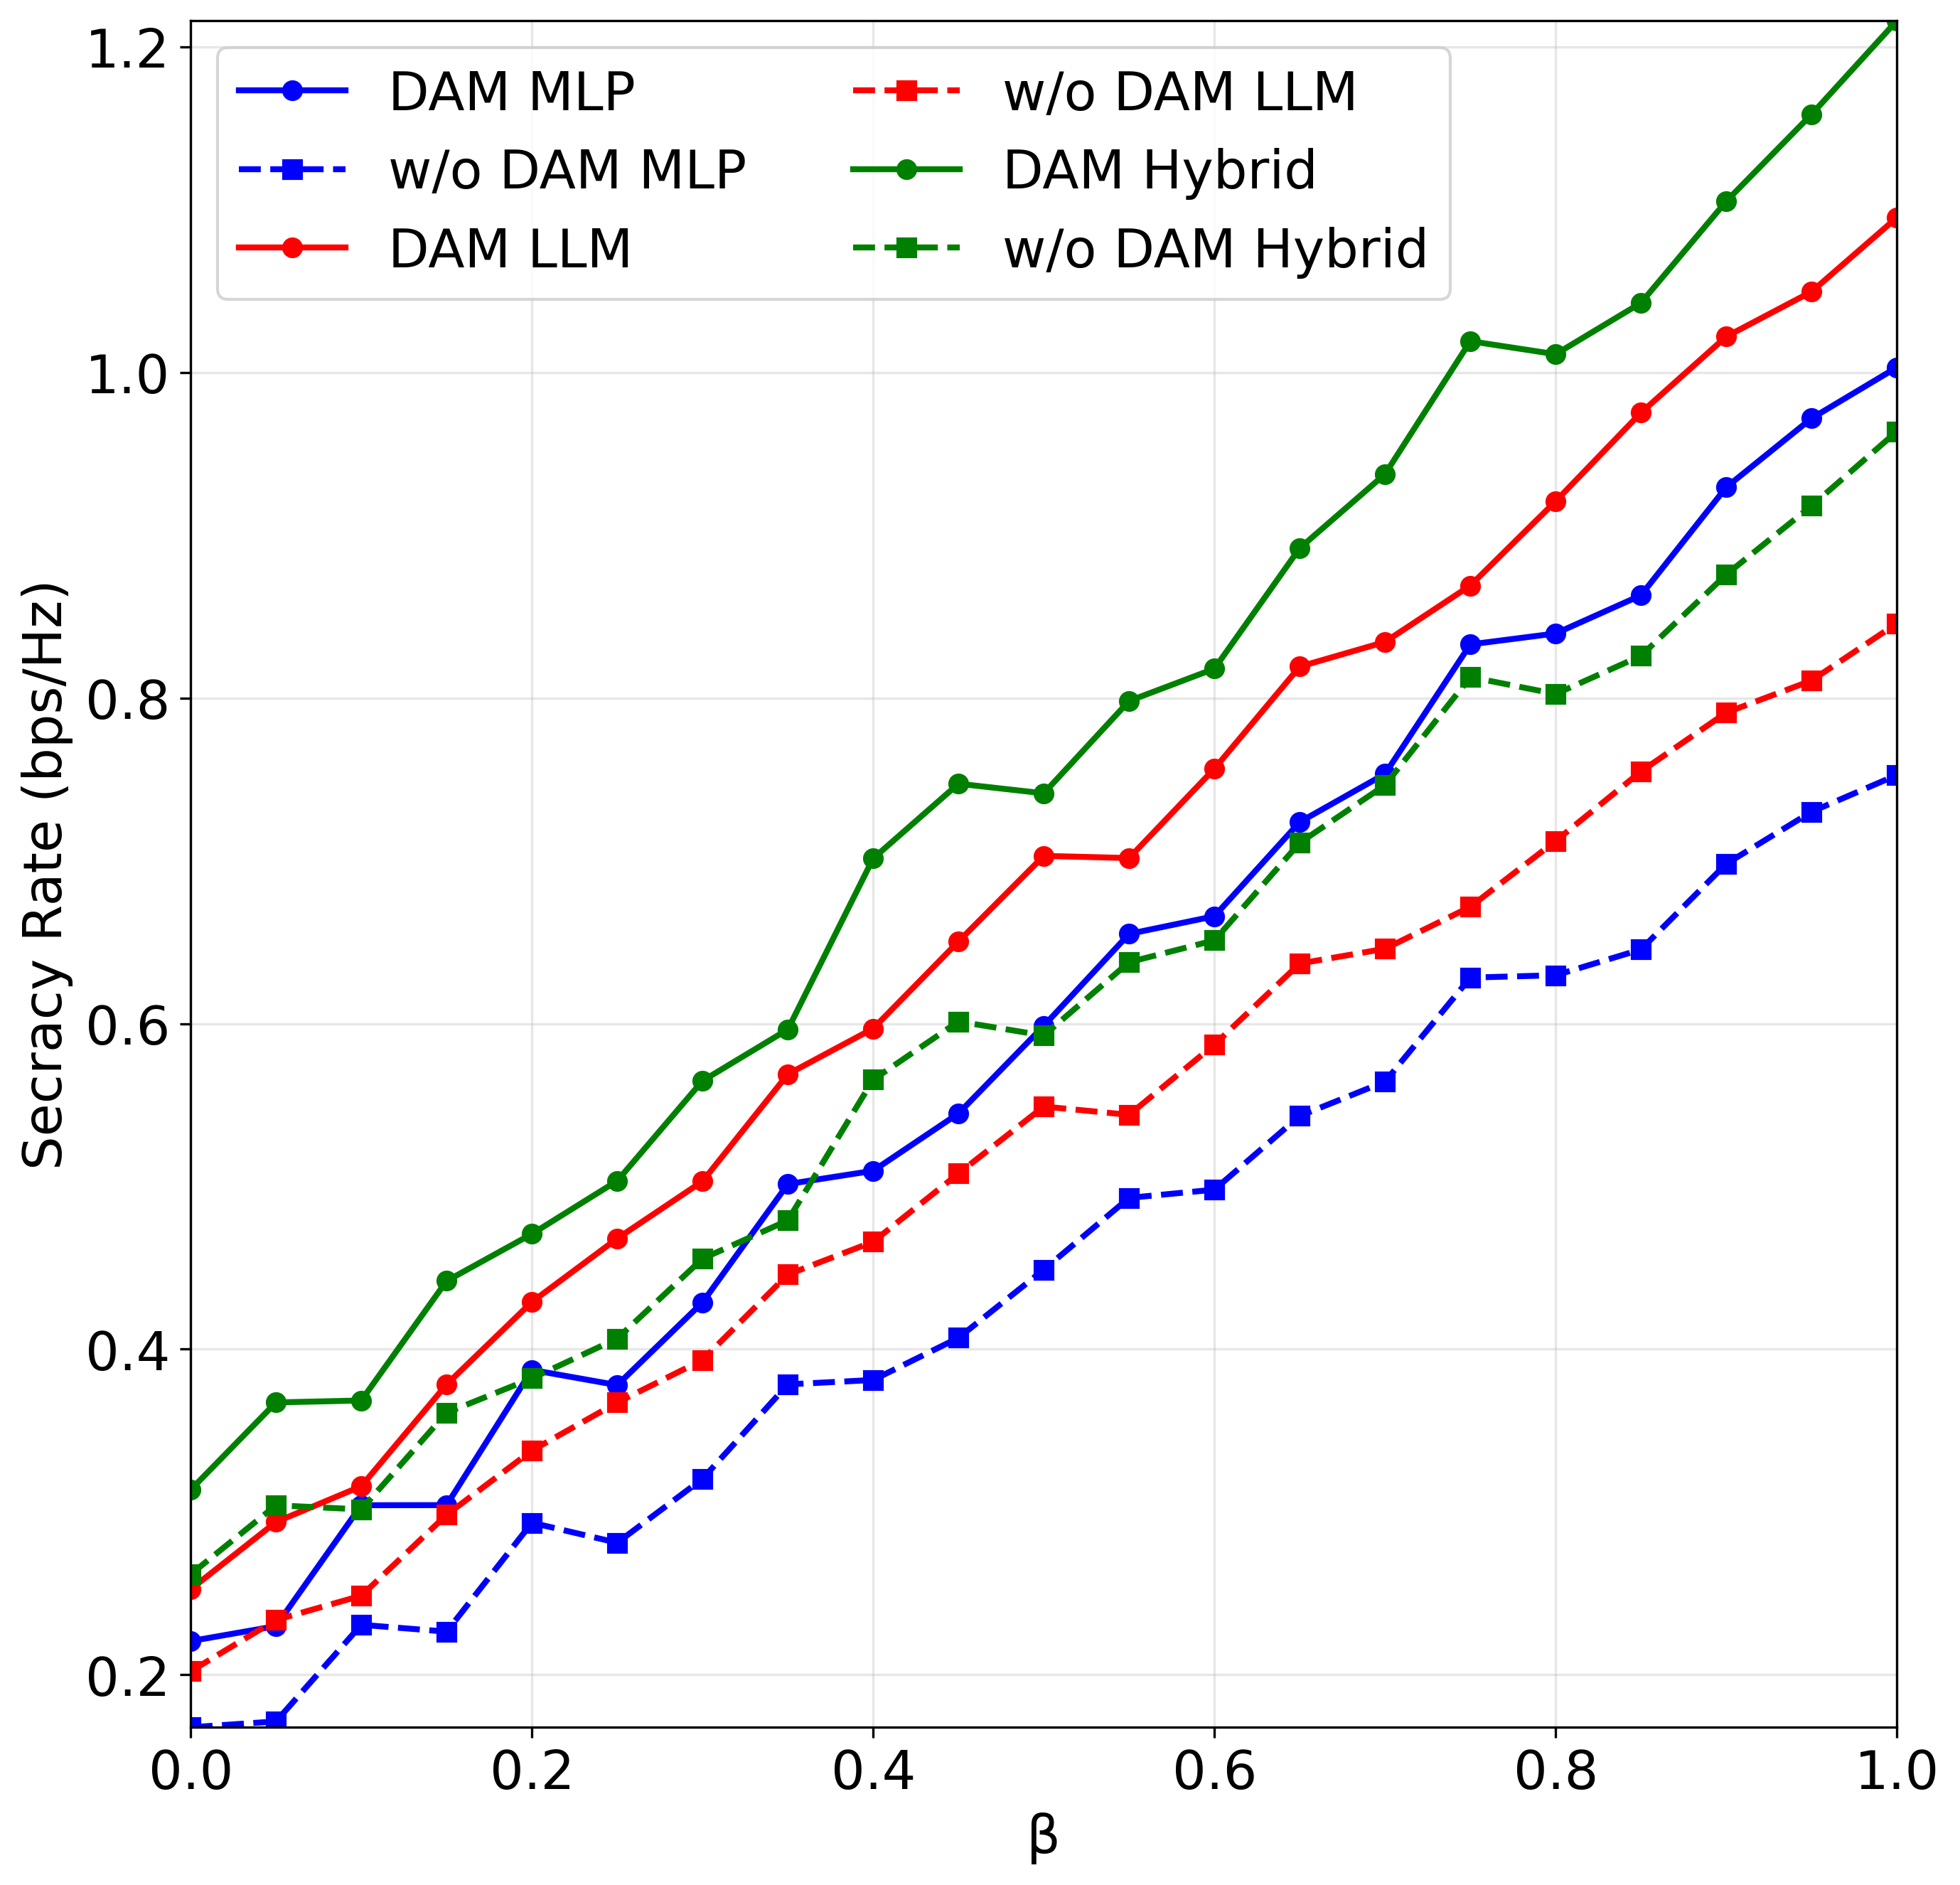 1.2
1.0
0.8
0.6
0.4
0.2
Secracy Rate (bps/Hz)
DAM MLP
w/o DAM MLP
DAM LLM
w/o DAM LLM
DAM Hybrid
w/o DAM Hybrid
0.0 0.2 0.4 0.6 0.8 1.0
β